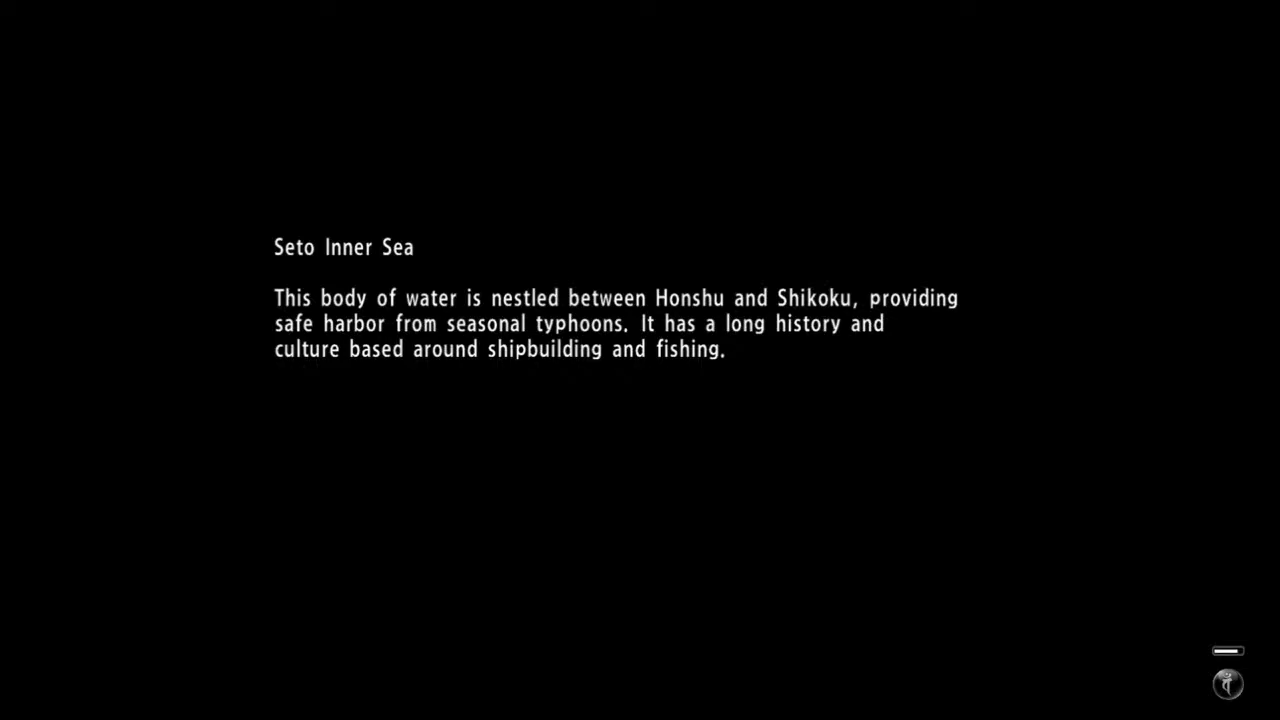 Seto Inner Sea
This body of water is nestled between Honshu and Shikoku, providing
safe harbor from seasonal typhoons. It has a long history and
culture based around shipbuilding and fishing.